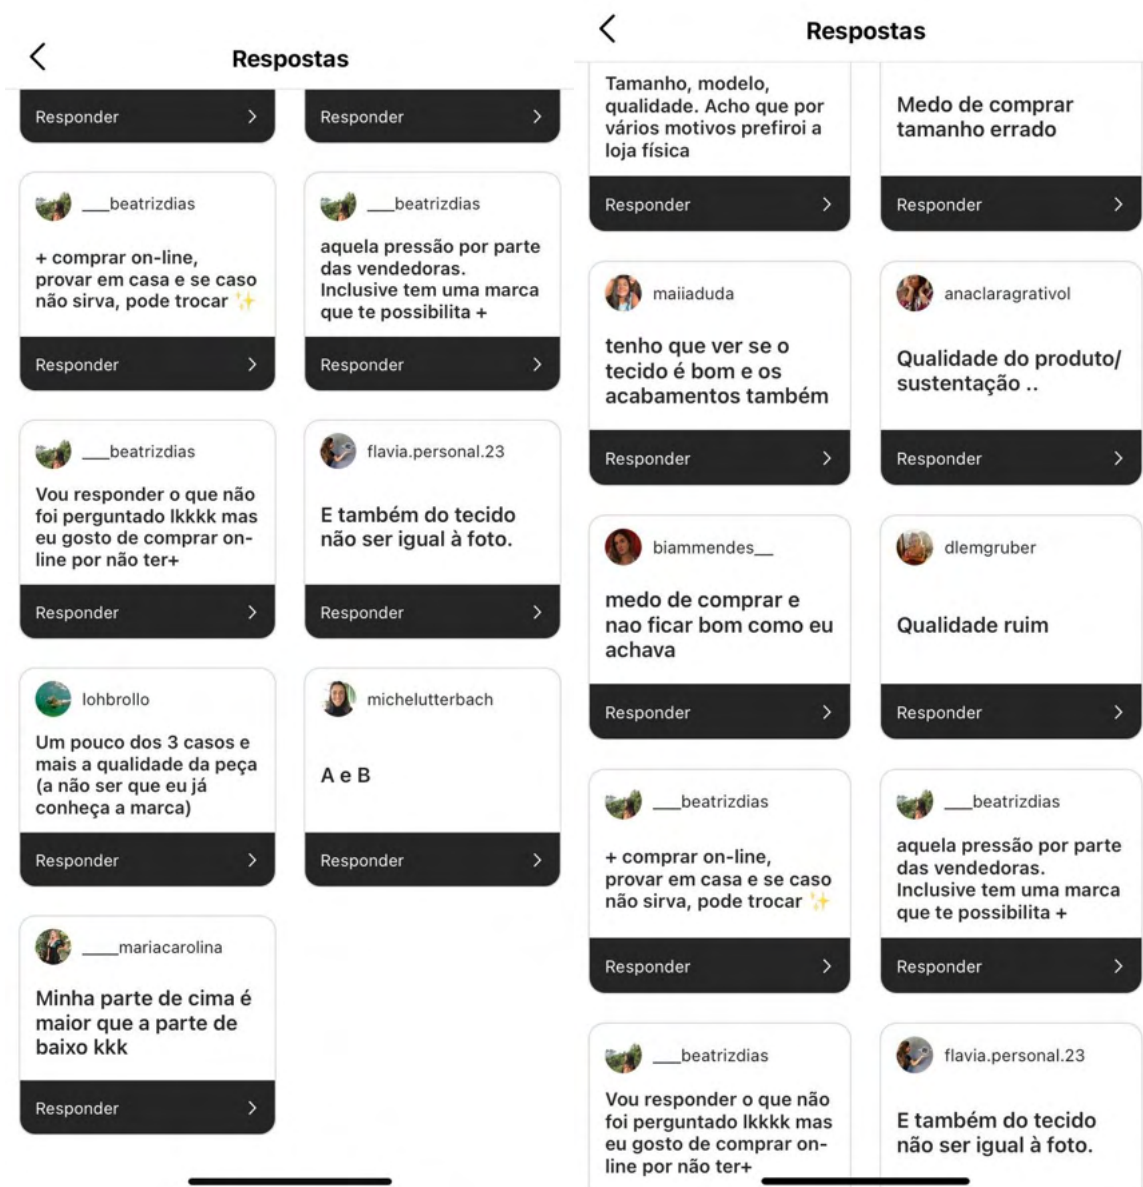 Respostas
Responder
Responder
___beatrizdias
+ comprar on-line,
provar em casa e se caso
não sirva, pode trocar ✨
Responder
___beatrizdias
aquela pressão por parte
das vendedoras.
Inclusive tem uma marca
que te possibilita +
Responder
___beatrizdias
Vou responder o que não
foi perguntado lkkkk mas
eu gosto de comprar on-
line por não ter+
Responder
flavia.personal.23
E também do tecido
não ser igual à foto.
Responder
lohbrollo
Um pouco dos 3 casos e
mais a qualidade da peça
(a não ser que eu já
conheça a marca)
Responder
michelutterbach
A e B
Responder
____mariacarolina
Minha parte de cima é
maior que a parte de
baixo kkk
Responder
Respostas
Tamanho, modelo,
qualidade. Acho que por
vários motivos prefiroi a
loja física
Responder
Medo de comprar
tamanho errado
Responder
maiiaduda
tenho que ver se o
tecido é bom e os
acabamentos também
Responder
anaclaragrativol
Qualidade do produto/
sustentação ..
Responder
biammendes__
medo de comprar e
nao ficar bom como eu
achava
Responder
dlemgruber
Qualidade ruim
Responder
___beatrizdias
+ comprar on-line,
provar em casa e se caso
não sirva, pode trocar ✨
Responder
___beatrizdias
aquela pressão por parte
das vendedoras.
Inclusive tem uma marca
que te possibilita +
Responder
___beatrizdias
Vou responder o que não
foi perguntado lkkkk mas
eu gosto de comprar on-
line por não ter+
flavia.personal.23
E também do tecido
não ser igual à foto.